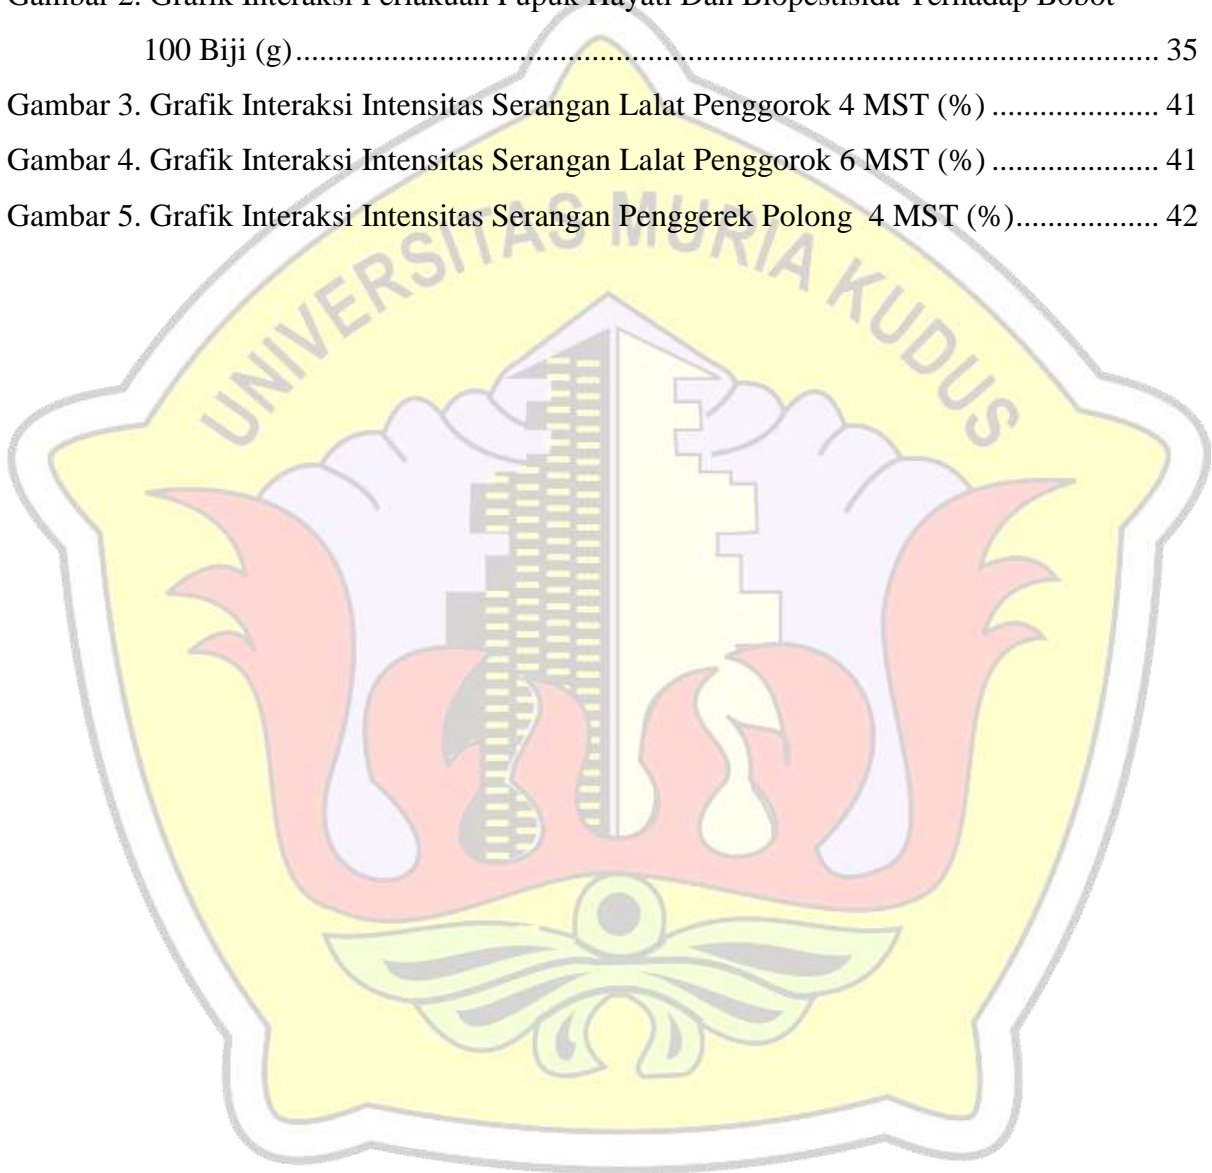 Gambar 2. Grafik Interaksi Perlakuan Pupuk Hayati Dan Biopestisida Terhadap Bobot
100 Biji (g)............................................................................................................ 35
Gambar 3. Grafik Interaksi Intensitas Serangan Lalat Penggorok 4 MST (%) ..................... 41
Gambar 4. Grafik Interaksi Intensitas Serangan Lalat Penggorok 6 MST (%) ..................... 41
Gambar 5. Grafik Interaksi Intensitas Serangan Penggerek Polong  4 MST (%).................. 42
UNIVERSITAS MURIA KUDUS